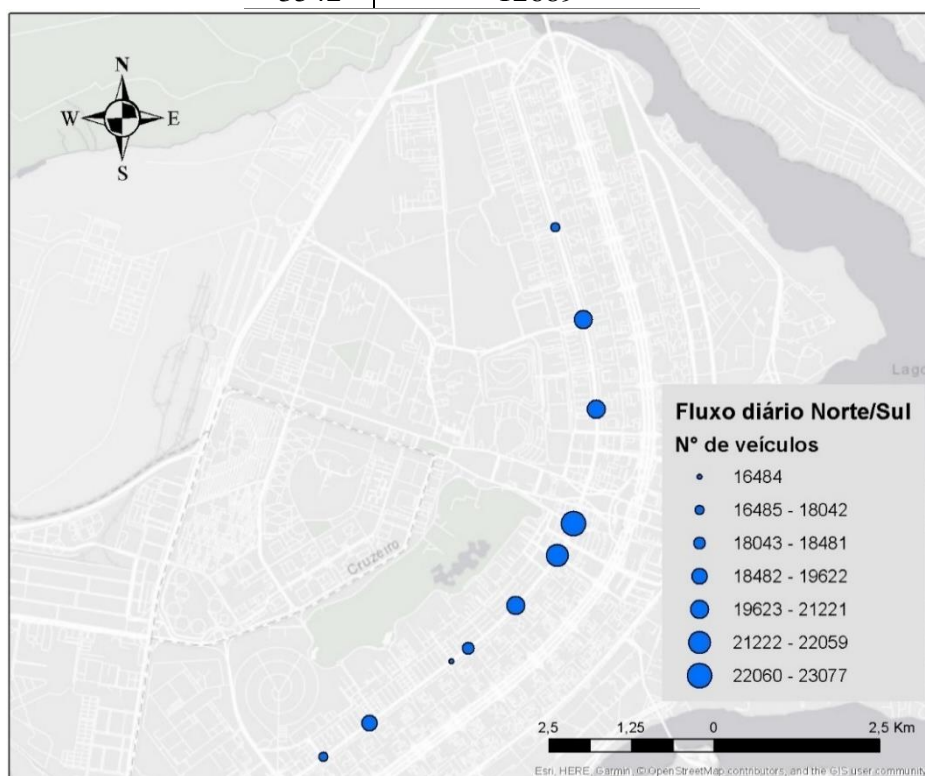 N
W E
S
Lago
Cruzeiro
Fluxo diário Norte/Sul
N° de veículos
16484
16485 - 18042
18043 - 18481
18482 - 19622
19623 - 21221
21222 - 22059
22060 - 23077
2,5 1,25 0 2,5 Km
Esri, HERE, Garmin, © OpenStreetMap contributors, and the GIS user community